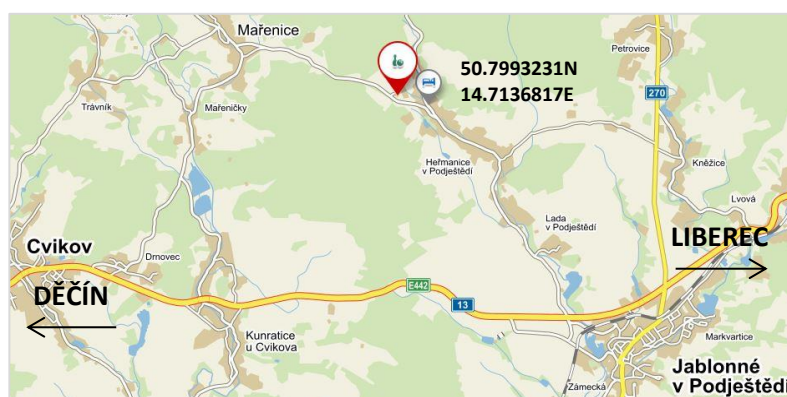 Mařenice
Petrovice
50.7993231N
14.7136817E
270
Trávník
Mařeničky
Heřmanice
v Podještědí
Kněžice
Lvová
Lada
v Podještědí
Cvikov
Drnovec
LIBEREC
E442
DĚČÍN
13
Kunratice
u Cvikova
Markvartice
Jablonné
v Podještědí
Zámecká